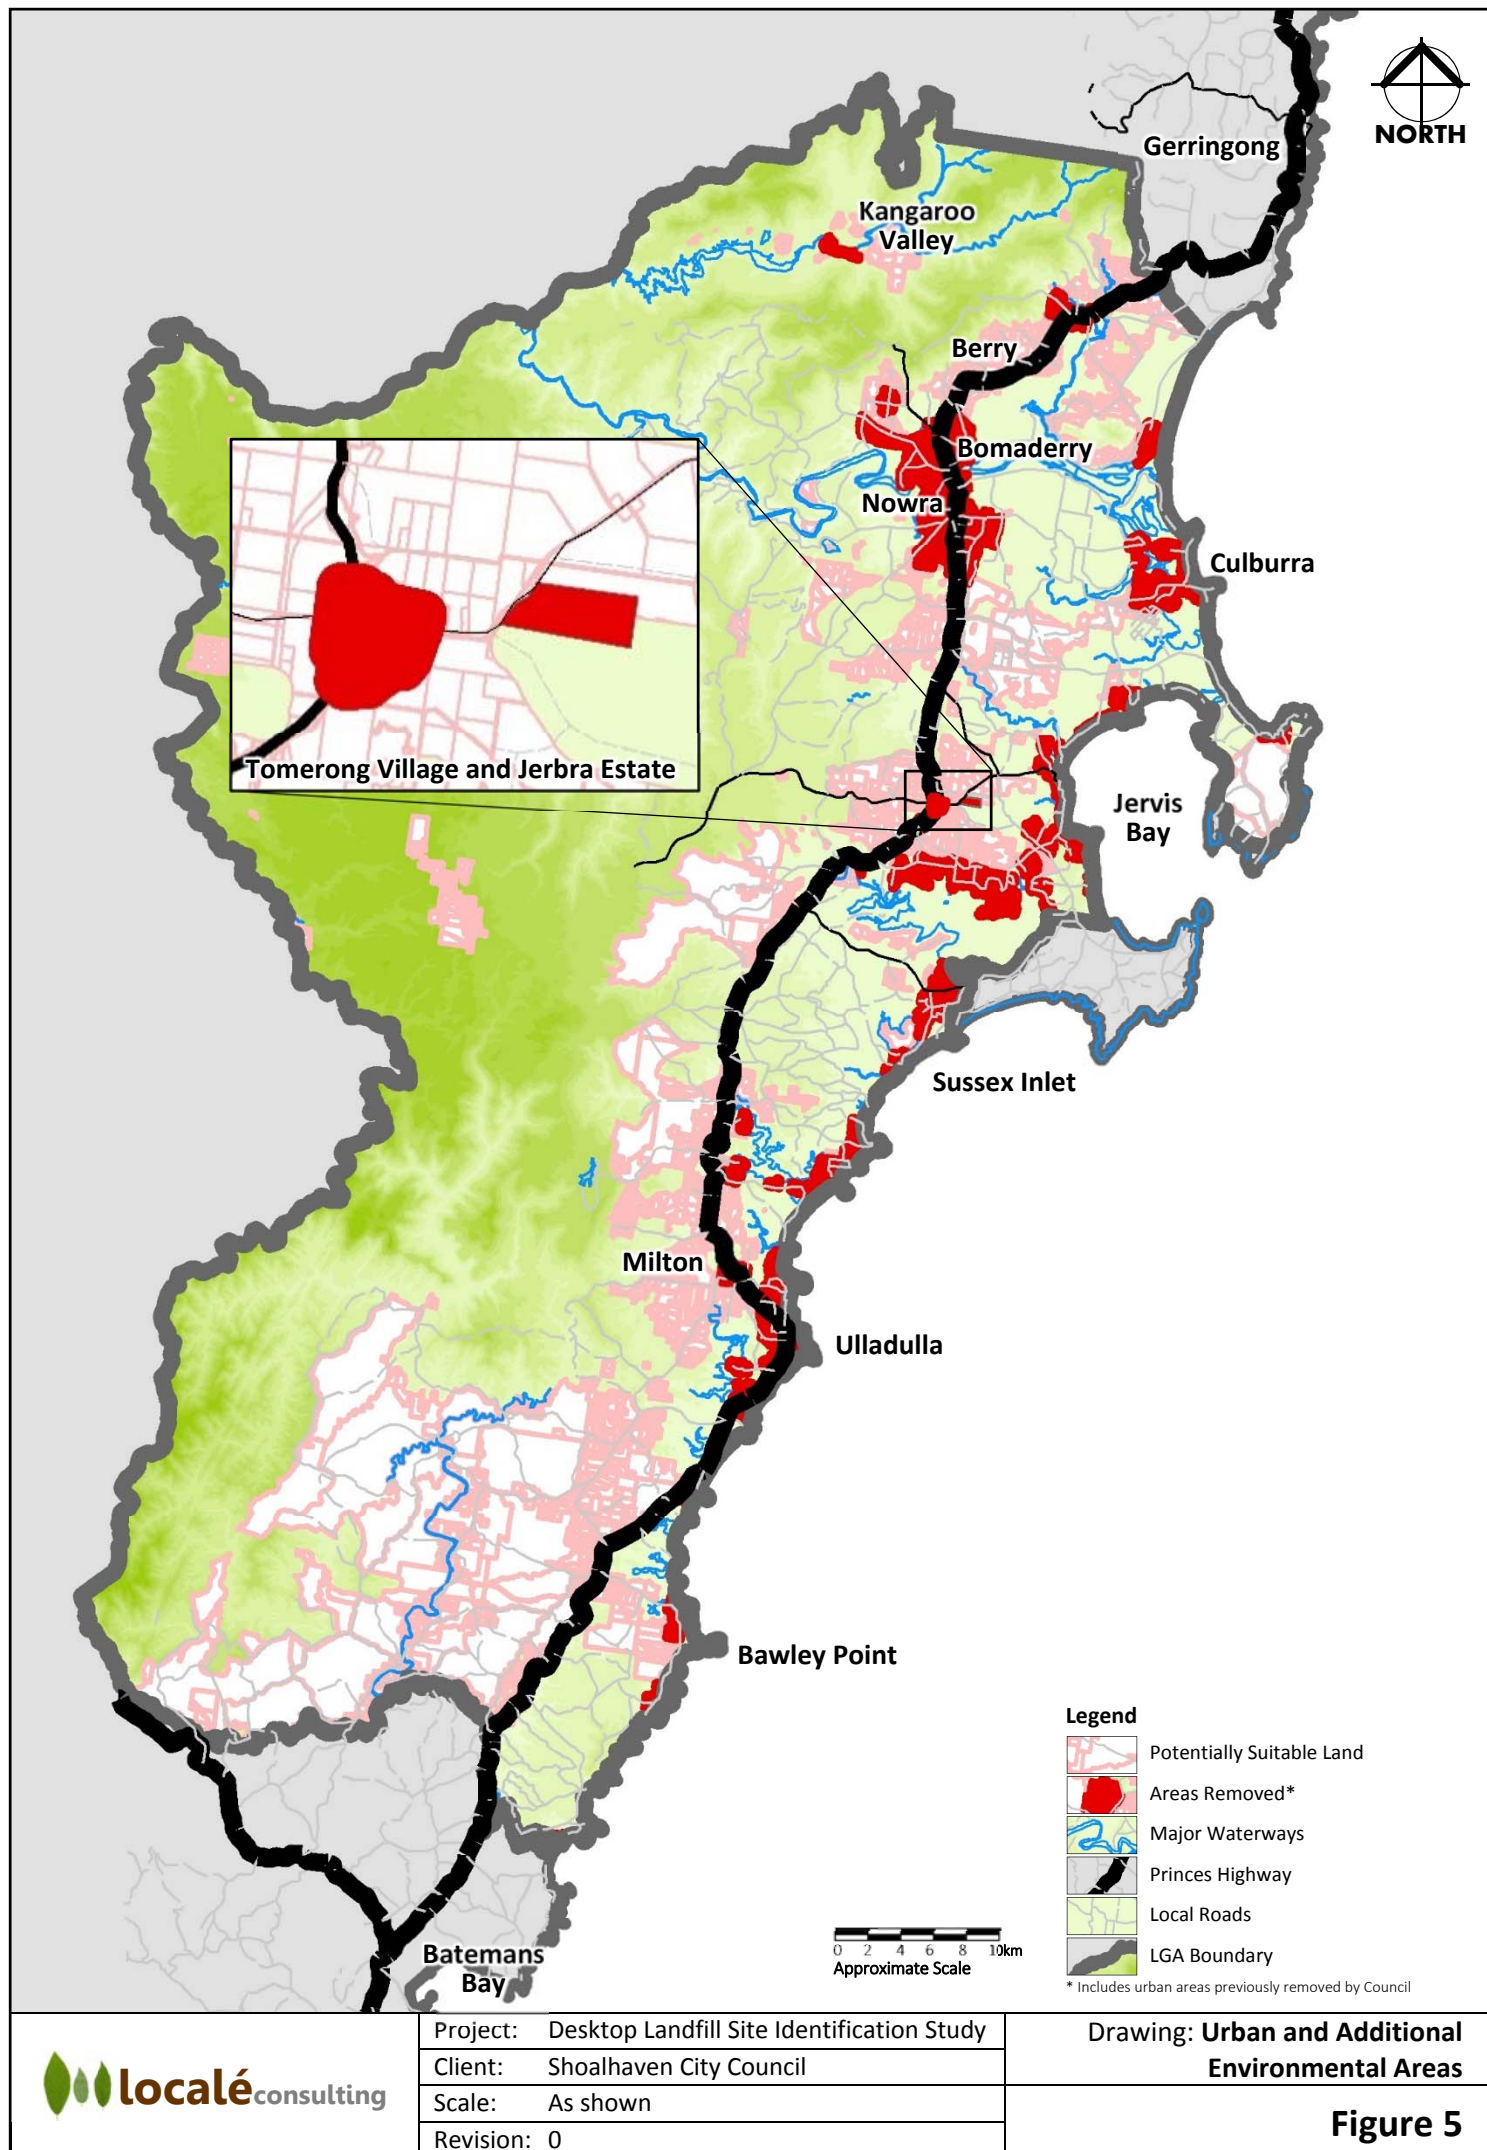 NORTH
Gerringong
Kangaroo
Valley
Berry
Bomaderry
Nowra
Culburra
Tomerong Village and Jerbra Estate
Jervis
Bay
Sussex Inlet
Milton
Ulladulla
Bawley Point
Batemans
Bay
Legend
Potentially Suitable Land
Areas Removed*
Major Waterways
Princes Highway
Local Roads
LGA Boundary
* Includes urban areas previously removed by Council
0 2 4 6 8 10km
Approximate Scale
localé consulting
Project: Desktop Landfill Site Identification Study
Client: Shoalhaven City Council
Scale: As shown
Revision: 0
Drawing: Urban and Additional
Environmental Areas
Figure 5